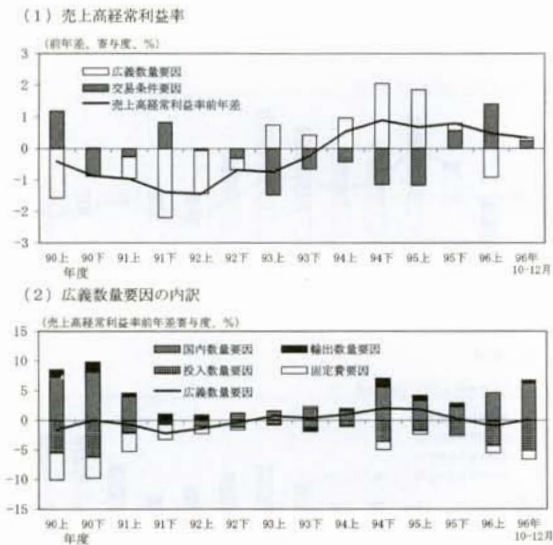 (1) 売上高経常利益率
(前年差、寄与度、%)
3
2
1
0
-1
-2
-3
広義数量要因
交易条件要因
売上高経常利益率前年差
90上 90下 91上 91下 92上 92下 93上 93下 94上 94下 95上 95下 96上 96年
年度 10-12月
(2) 広義数量要因の内訳
(売上高経常利益率前年差寄与度、%)
15
10
5
0
-5
-10
-15
国内数量要因 輸出数量要因
投入数量要因 固定費要因
広義数量要因
90上 90下 91上 91下 92上 92下 93上 93下 94上 94下 95上 95下 96上 96年
年度 10-12月